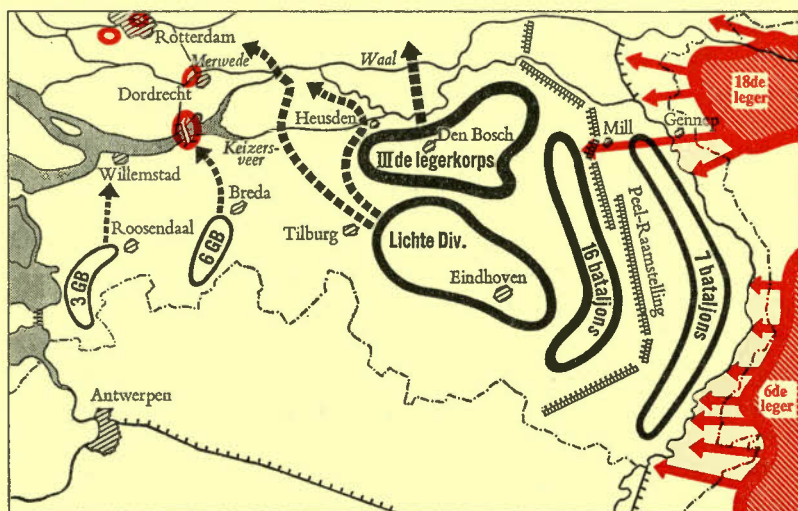 Rotterdam
Merwede
Waal
18de
leger
Dordrecht
Heusden
Den Bosch
Mill
Gennep
Keizers-
veer
III de legerkorps
Willemstad
Breda
Peel-Raamstelling
Roosendaal
6 GB
Tilburg
Lichte Div.
3 GB
Eindhoven
16 bataljons
7 bataljons
6de
leger
Antwerpen